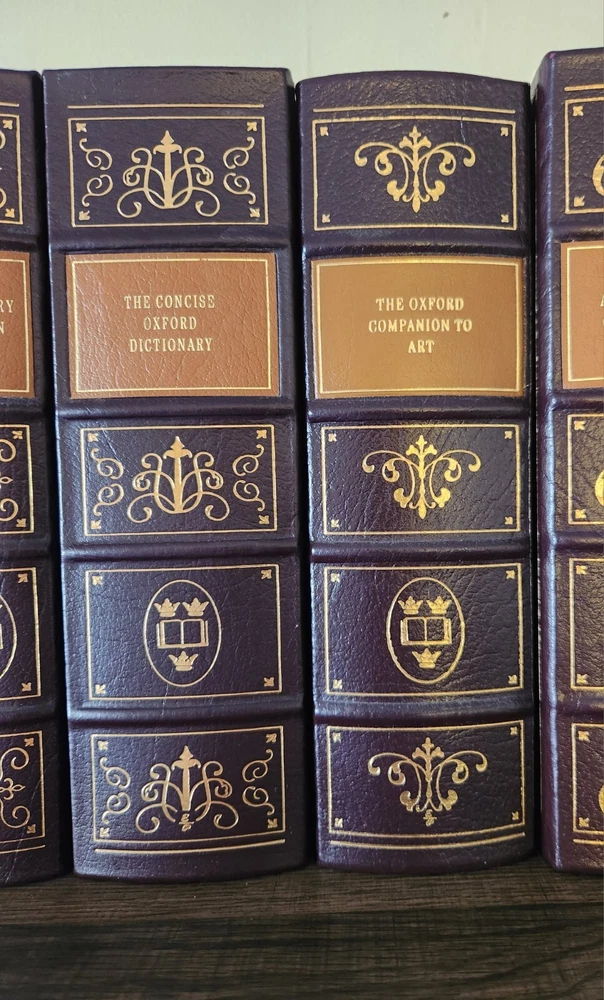 THE CONCISE
OXFORD
DICTIONARY
THE OXFORD
COMPANION TO
ART